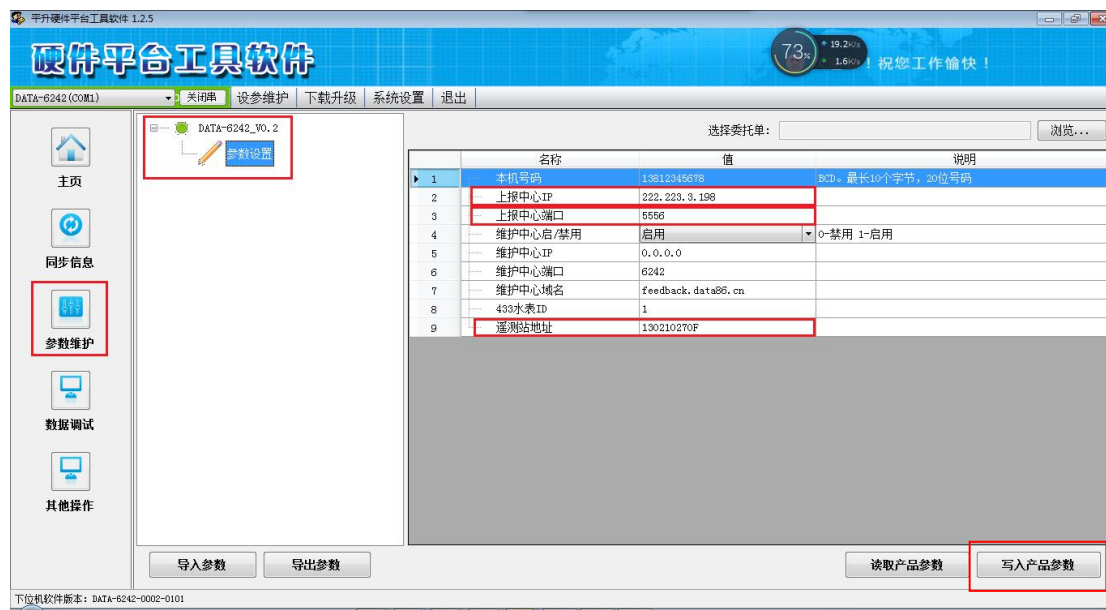 平升硬件平台工具软件 1.2.5
硬件平台工具软件
73%
19.2K/s
1.6K/s
！祝您工作愉快！
DATA-6242(COM1) 关闭串 设参维护 下载升级 系统设置 退出
主页
同步信息
参数维护
数据调试
其他操作
DATA-6242_V0.2
参数设置
选择委托单： 浏览...
名称 值 说明
1 本机号码 13812345678 BCD。最长10个字节，20位号码
2 上报中心IP 222.223.3.198
3 上报中心端口 5556
4 维护中心启/禁用 启用 0-禁用 1-启用
5 维护中心IP 0.0.0.0
6 维护中心端口 6242
7 维护中心域名 feedback.data86.cn
8 433水表ID 1
9 遥测站地址 130210270F
导入参数 导出参数 读取产品参数 写入产品参数
下位机软件版本：DATA-6242-0002-0101